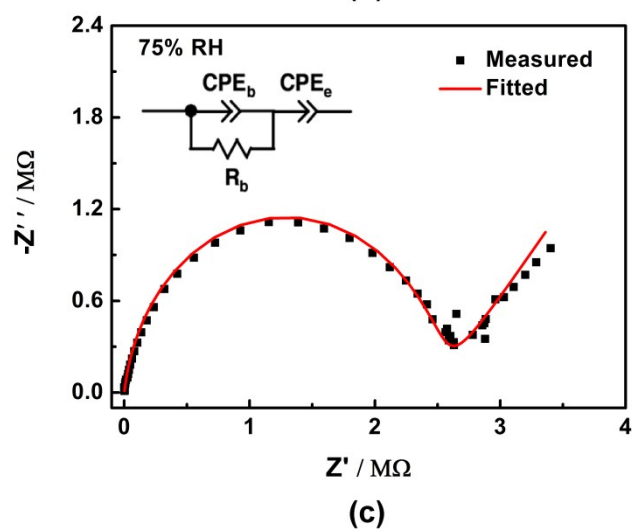 2.4
75% RH
Measured
Fitted
CPEb
CPEe
1.8
Rb
-Z'' / MΩ
1.2
0.6
0.0
0
1
2
3
4
Z' / MΩ
(c)